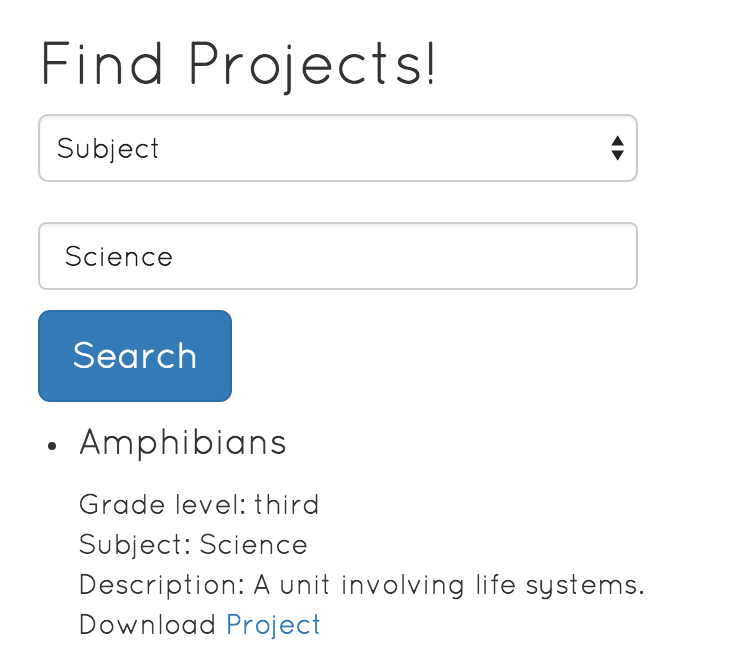 Find Projects!
Subject
Science
Search
Amphibians
Grade level: third
Subject: Science
Description: A unit involving life systems.
Download Project